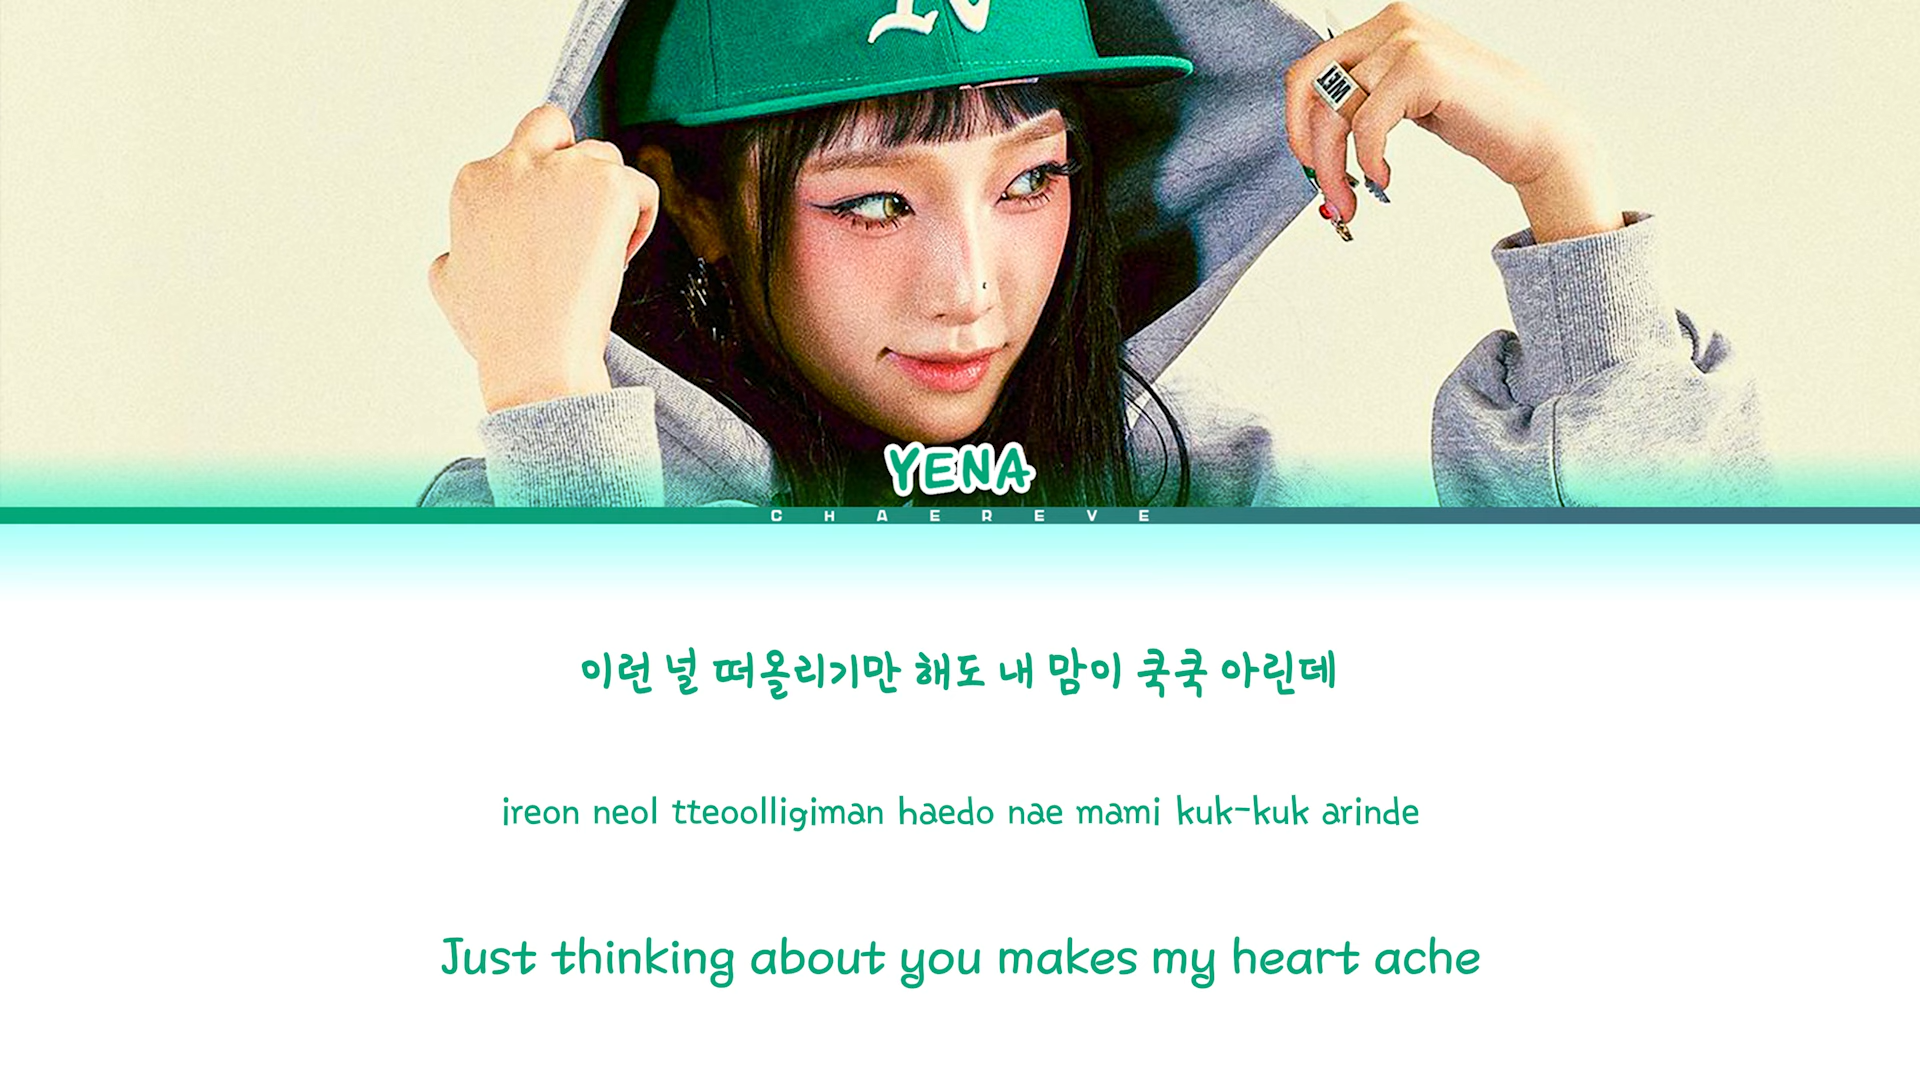 YENA
CHAEREVE
이런 널 떠올리기만 해도 내 맘이 쿡쿡 아린데
ireon neol tteoolligiman haedo nae mami kuk-kuk arinde
Just thinking about you makes my heart ache